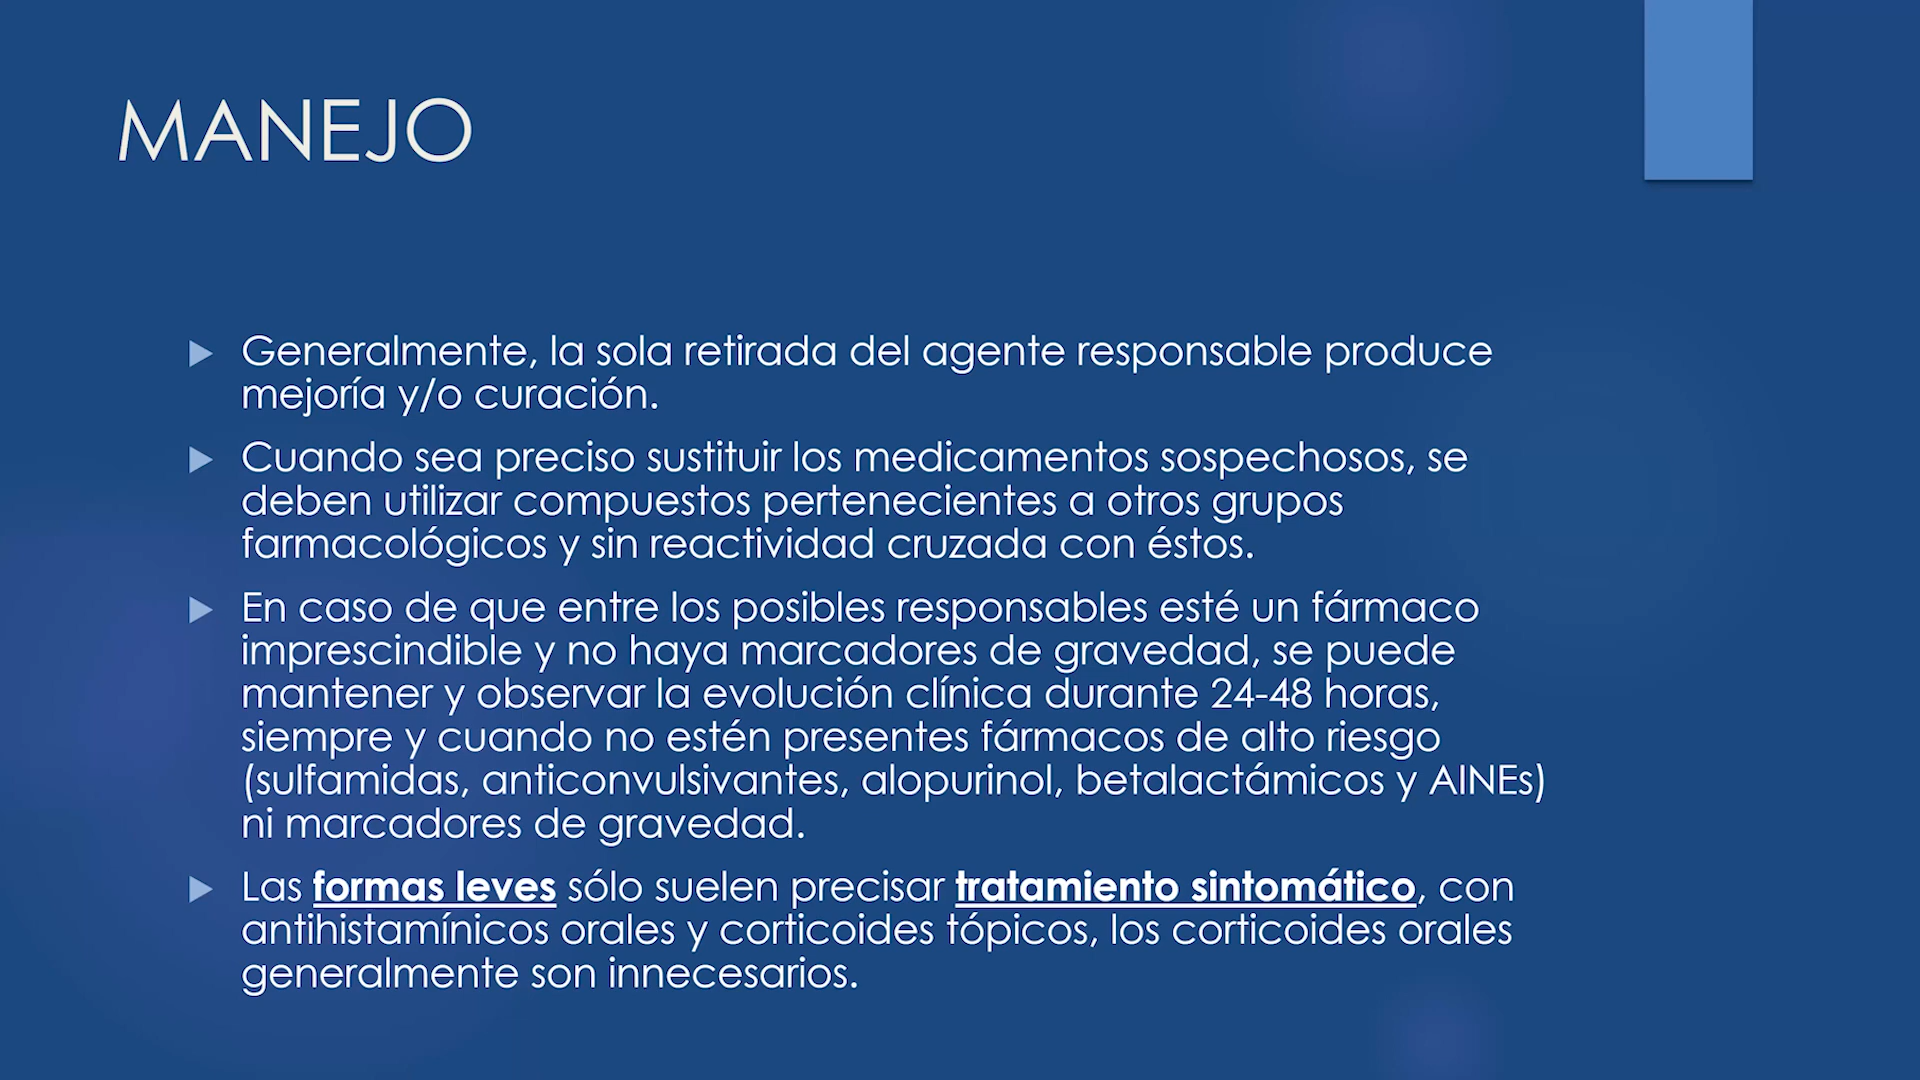 MANEJO
Generalmente, la sola retirada del agente responsable produce
mejoría y/o curación.
Cuando sea preciso sustituir los medicamentos sospechosos, se
deben utilizar compuestos pertenecientes a otros grupos
farmacológicos y sin reactividad cruzada con éstos.
En caso de que entre los posibles responsables esté un fármaco
imprescindible y no haya marcadores de gravedad, se puede
mantener y observar la evolución clínica durante 24-48 horas,
siempre y cuando no estén presentes fármacos de alto riesgo
(sulfamidas, anticonvulsivantes, alopurinol, betalactámicos y AINEs)
ni marcadores de gravedad.
Las formas leves sólo suelen precisar tratamiento sintomático, con
antihistamínicos orales y corticoides tópicos, los corticoides orales
generalmente son innecesarios.